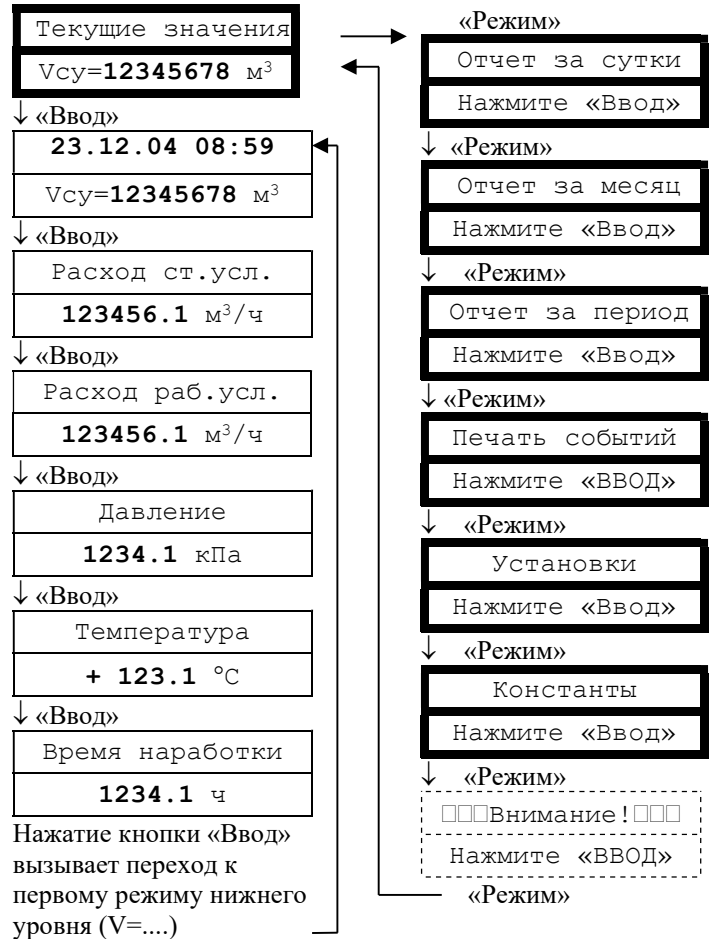 Текущие значения
Vсу=12345678 м³
↓ «Ввод»
23.12.04 08:59
Vсу=12345678 м³
↓ «Ввод»
Расход ст.усл.
123456.1 м³/ч
↓ «Ввод»
Расход раб.усл.
123456.1 м³/ч
↓ «Ввод»
Давление
1234.1 кПа
↓ «Ввод»
Температура
+ 123.1 °С
↓ «Ввод»
Время наработки
1234.1 ч
Нажатие кнопки «Ввод»
вызывает переход к
первому режиму нижнего
уровня (V=....)
«Режим»
Отчет за сутки
Нажмите «Ввод»
↓ «Режим»
Отчет за месяц
Нажмите «Ввод»
↓ «Режим»
Отчет за период
Нажмите «Ввод»
↓ «Режим»
Печать событий
Нажмите «ВВОД»
↓ «Режим»
Установки
Нажмите «Ввод»
↓ «Режим»
Константы
Нажмите «Ввод»
↓ «Режим»
□□□Внимание!□□□
Нажмите «ВВОД»
«Режим»